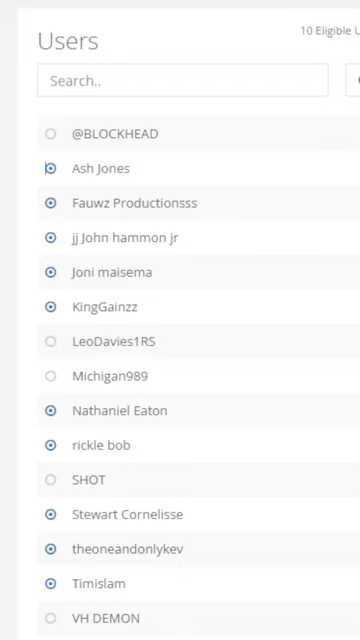 10 Eligible U
Users
Search..
@BLOCKHEAD
Ash Jones
Fauwz Productionsss
jj John hammon jr
Joni maisema
KingGainzz
LeoDavies1RS
Michigan989
Nathaniel Eaton
rickle bob
SHOT
Stewart Cornelisse
theoneandonlykev
Timislam
VH DEMON